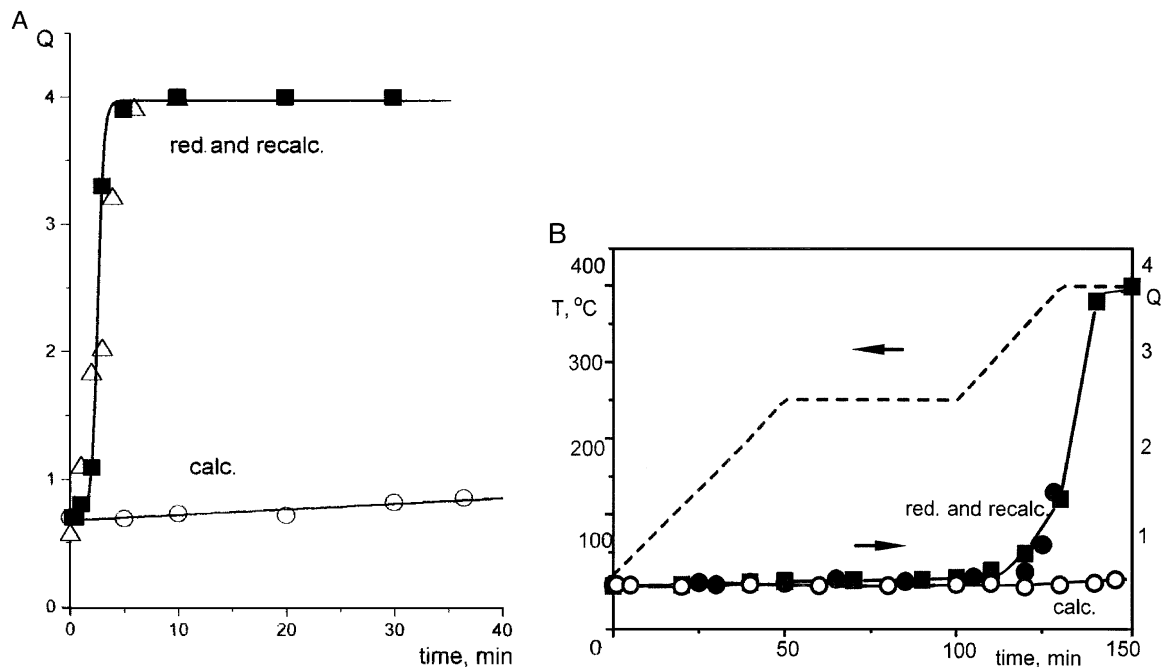 A
Q
4
3
2
1
0
red. and recalc.
calc.
0 10 20 30 40
time, min
B
400
T, °C
300
200
100
0
4
Q
3
2
1
red. and recalc.
calc.
50 100 150
time, min